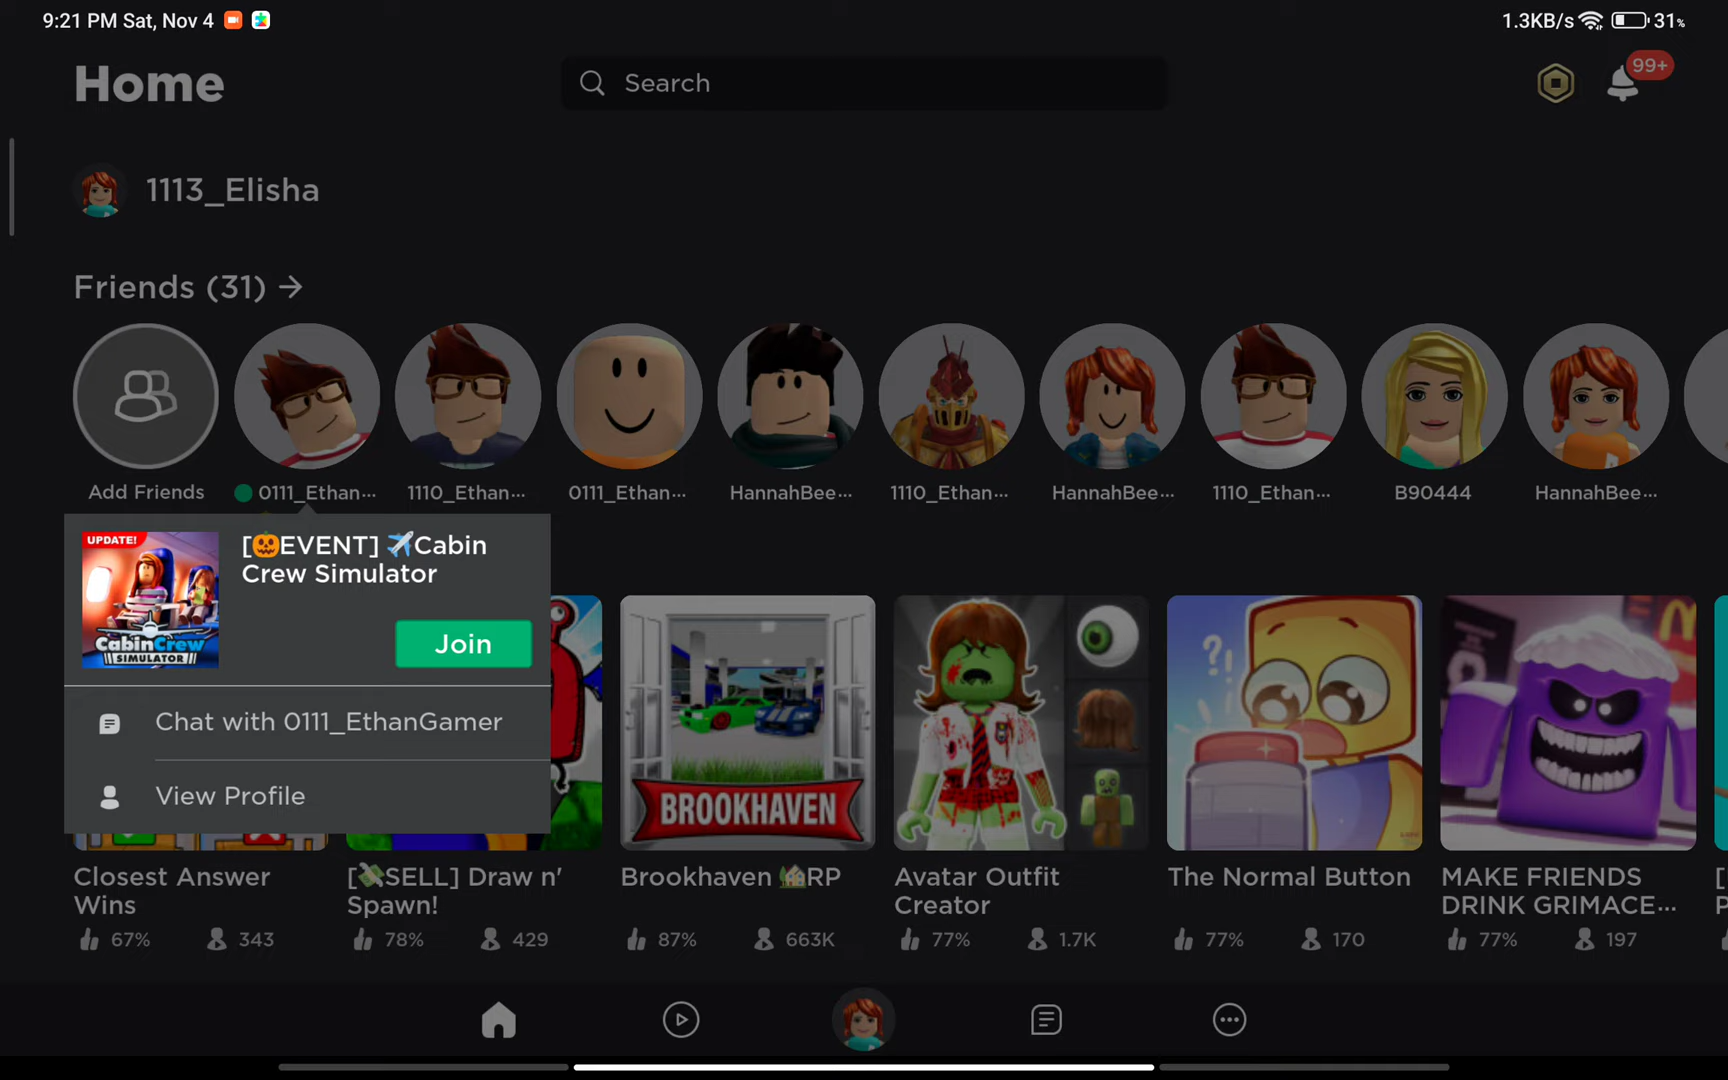 9:21 PM Sat, Nov 4
1.3KB/s 31%
Home
Search
99+
1113_Elisha
Friends (31) →
Add Friends
0111_Ethan...
1110_Ethan...
0111_Ethan...
HannahBee...
1110_Ethan...
HannahBee...
1110_Ethan...
B90444
HannahBee...
UPDATE!
CabinCrew
SIMULATOR
[🎃EVENT] ✈️Cabin
Crew Simulator
Join
Chat with 0111_EthanGamer
View Profile
BROOKHAVEN
Closest Answer
Wins
67% 343
[💸SELL] Draw n'
Spawn!
78% 429
Brookhaven 🏡RP
87% 663K
Avatar Outfit
Creator
77% 1.7K
The Normal Button
77% 170
MAKE FRIENDS
DRINK GRIMACE...
77% 197